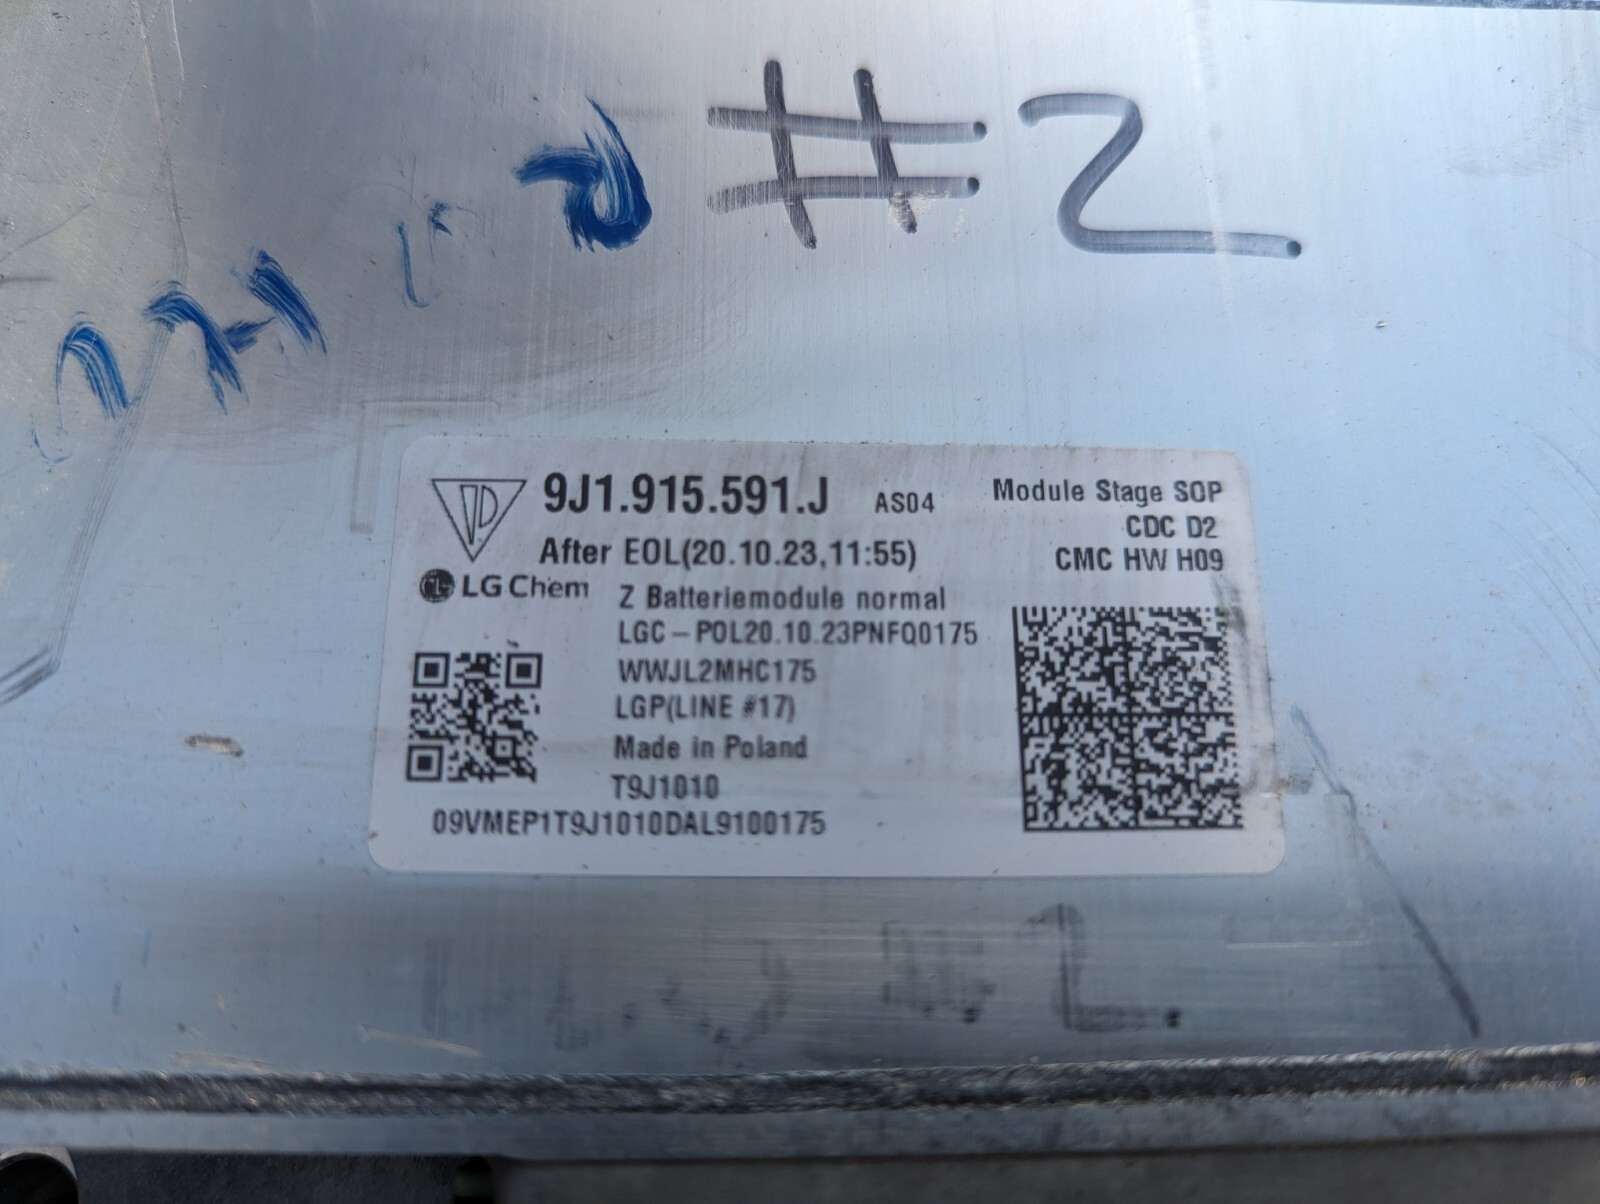 #2
9J1.915.591.J AS04 Module Stage SOP
CDC D2
After EOL(20.10.23,11:55) CMC HW H09
LG Chem
Z Batteriemodule normal
LGC-POL20.10.23PNFQ0175
WWJL2MHC175
LGP(LINE #17)
Made in Poland
T9J1010
09VMEP1T9J1010DAL9100175